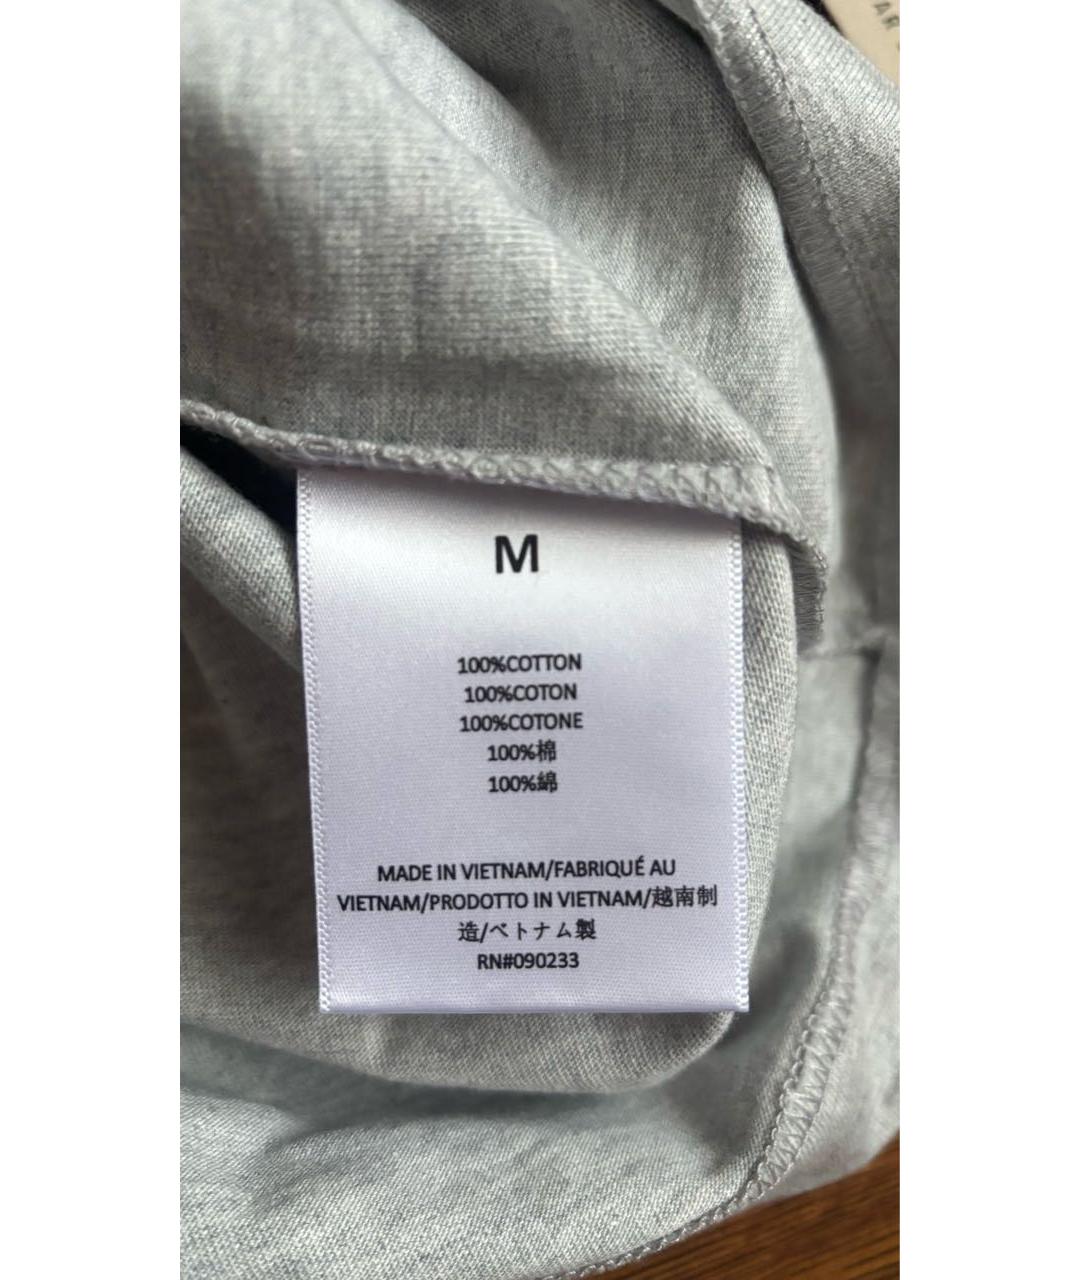 AR
M
100%COTTON
100%COTON
100%COTONE
100%棉
100%綿
MADE IN VIETNAM/FABRIQUÉ AU
VIETNAM/PRODOTTO IN VIETNAM/越南制
造/ベトナム製
RN#090233